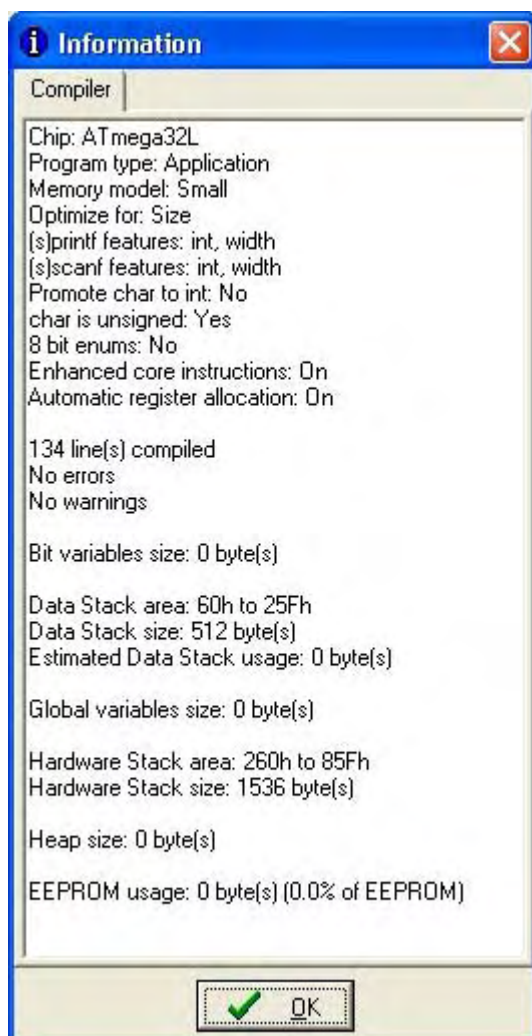 Information
Compiler
Chip: ATmega32L
Program type: Application
Memory model: Small
Optimize for: Size
(s)printf features: int, width
(s)scanf features: int, width
Promote char to int: No
char is unsigned: Yes
8 bit enums: No
Enhanced core instructions: On
Automatic register allocation: On
134 line(s) compiled
No errors
No warnings
Bit variables size: 0 byte(s)
Data Stack area: 60h to 25Fh
Data Stack size: 512 byte(s)
Estimated Data Stack usage: 0 byte(s)
Global variables size: 0 byte(s)
Hardware Stack area: 260h to 85Fh
Hardware Stack size: 1536 byte(s)
Heap size: 0 byte(s)
EEPROM usage: 0 byte(s) (0.0% of EEPROM)
OK